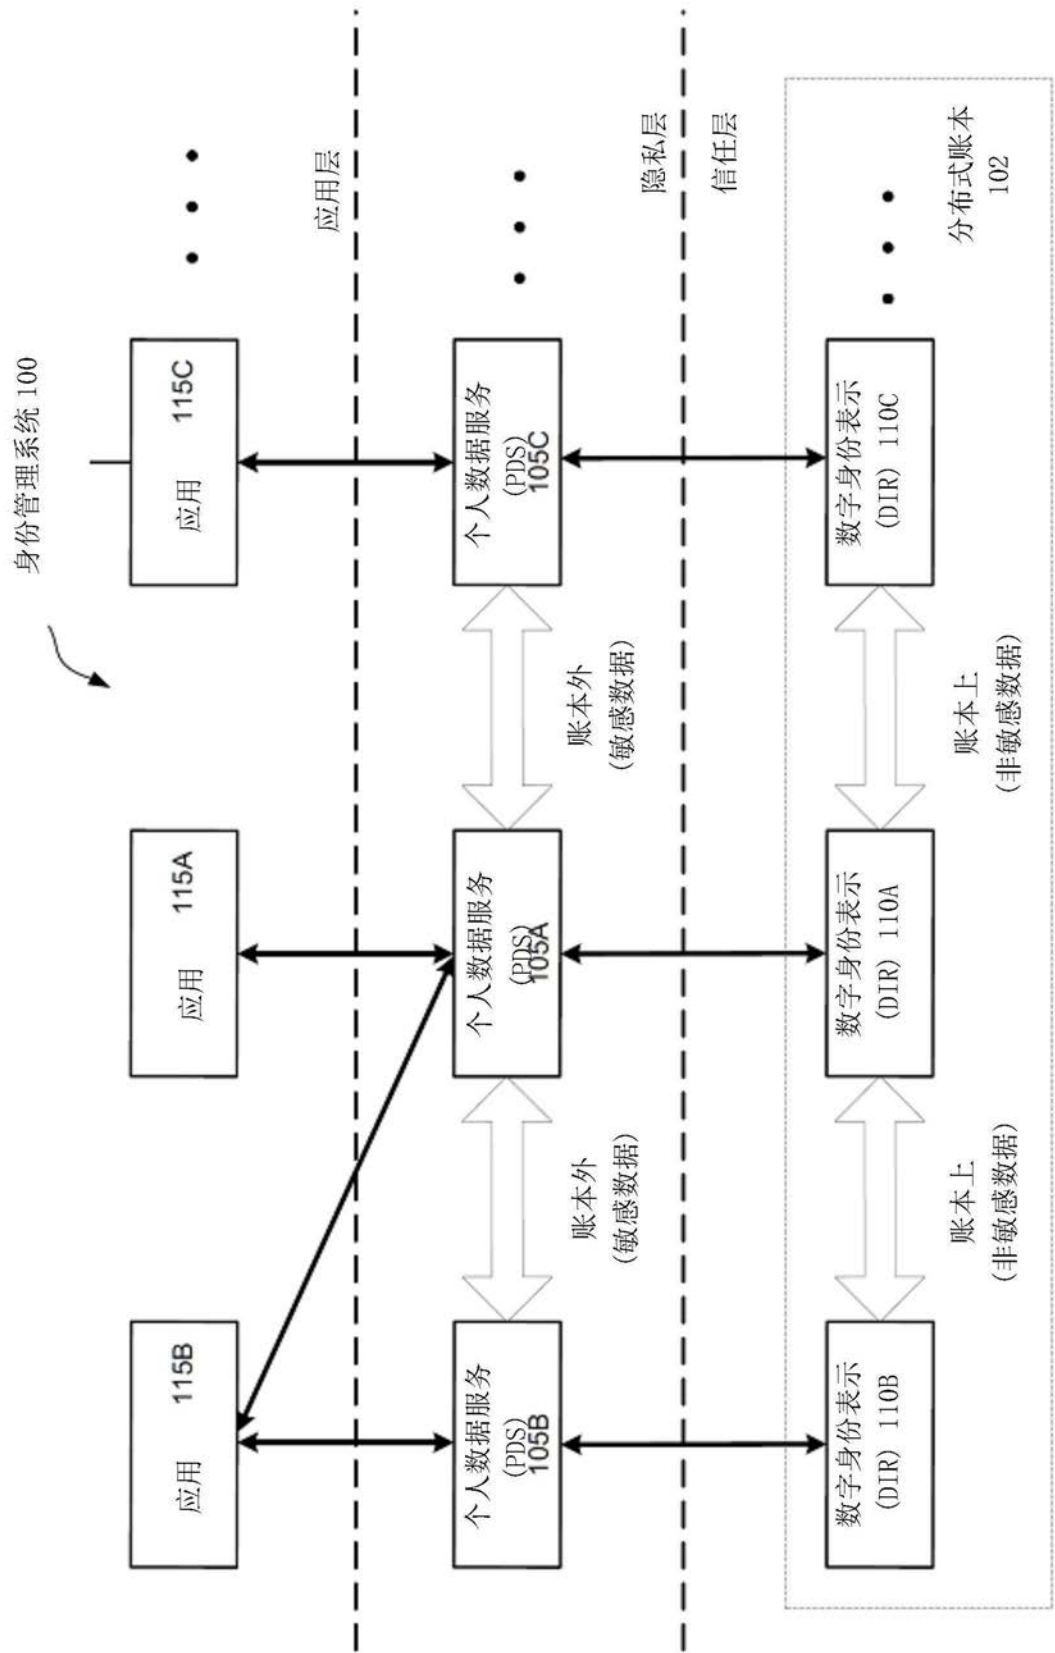 身份管理系统 100
应用
115B
应用
115A
应用
115C
应用层
个人数据服务
(PDS)
105B
账本外
(敏感数据)
个人数据服务
(PDS)
105A
账本外
(敏感数据)
个人数据服务
(PDS)
105C
隐私层
信任层
数字身份表示
(DIR) 110B
账本上
(非敏感数据)
数字身份表示
(DIR) 110A
账本上
(非敏感数据)
数字身份表示
(DIR) 110C
分布式账本
102